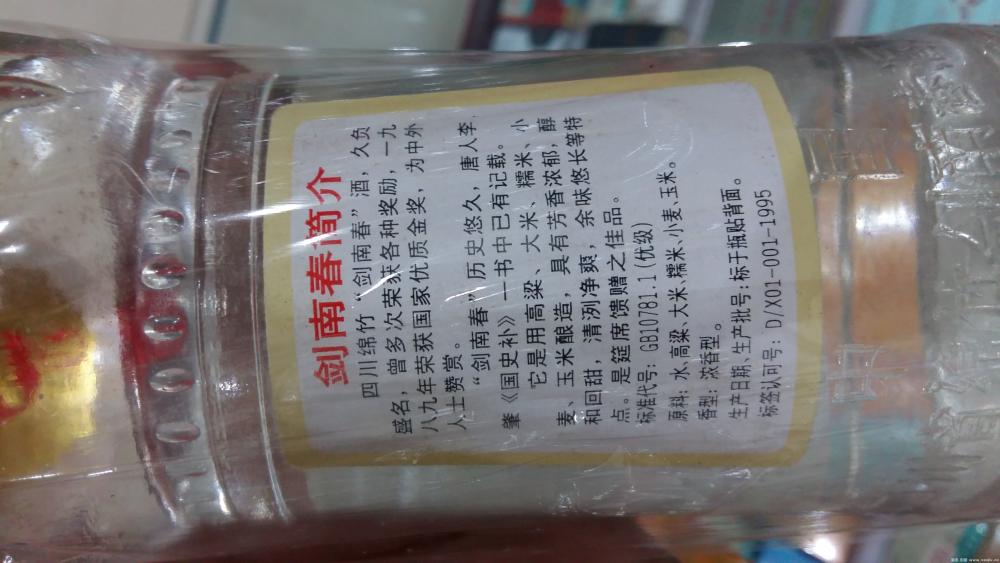 剑南春简介
四川绵竹“剑南春”酒，久负
盛名，曾多次荣获各种奖励，一九
八九年荣获国家优质金奖，为中外
人士赞赏。
“剑南春”历史悠久，唐人李
肇《国史补》一书中已有记载。
它是用高粱、大米、糯米、小
麦、玉米酿造，具有芳香浓郁，醇
和回甜，清洌净爽，余味悠长等特
点。是筵席馈赠之佳品。
标准代号：GB10781.1(优级)
原料：水、高粱、大米、糯米、小麦、玉米。
香型：浓香型。
生产日期、生产批号：标于瓶贴背面。
标签认可号：D/X01-001-1995